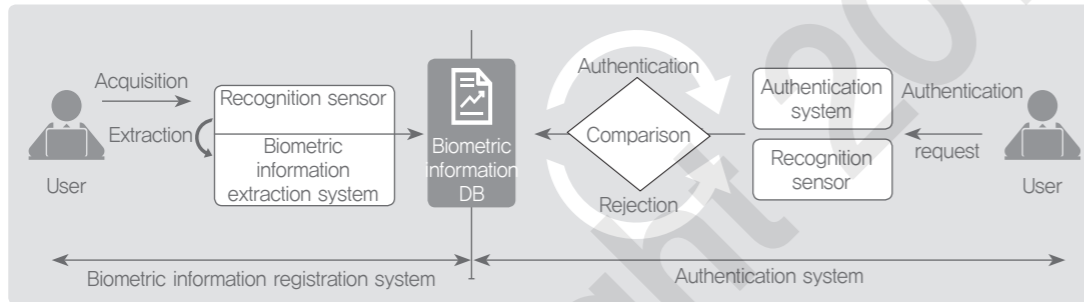 Acquisition
Extraction
User
Recognition sensor
Biometric
information
extraction system
Biometric
information
DB
Authentication
Comparison
Rejection
Authentication
system
Recognition
sensor
Authentication
request
User
Biometric information registration system
Authentication system